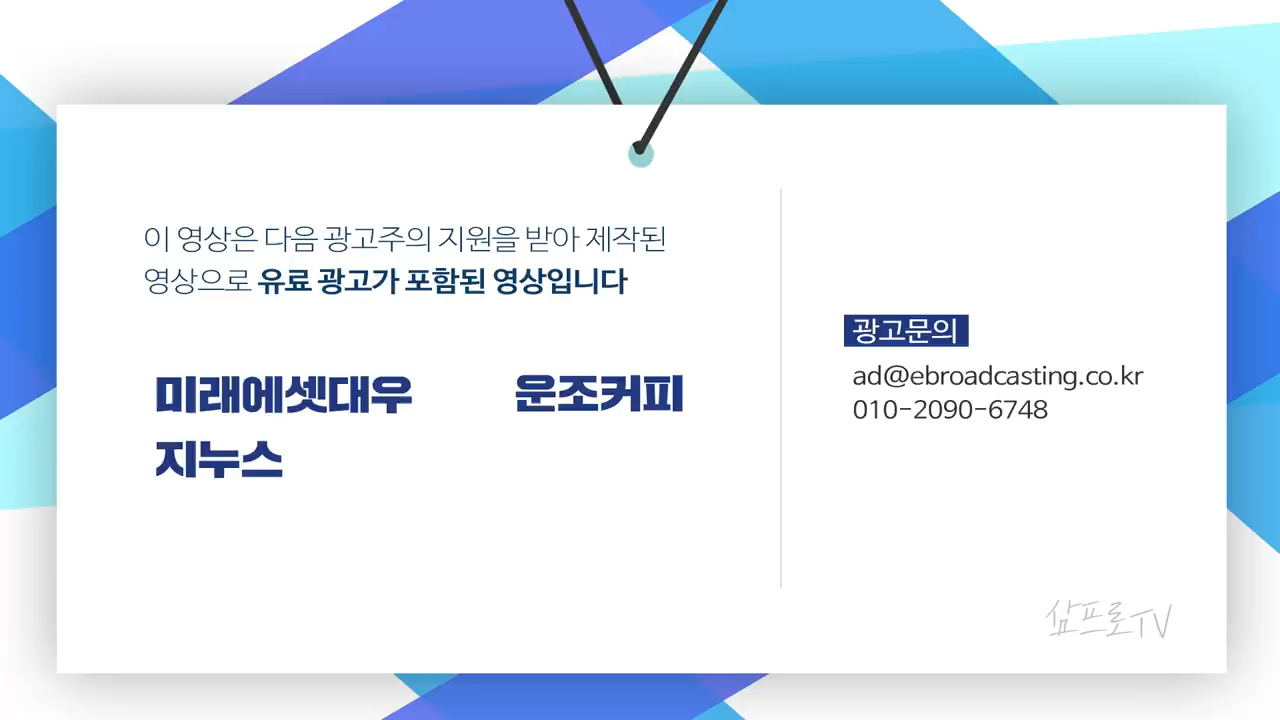 이 영상은 다음 광고주의 지원을 받아 제작된
영상으로 유료 광고가 포함된 영상입니다
미래에셋대우 운조커피
지누스
광고문의
ad@ebroadcasting.co.kr
010-2090-6748
삼프로TV